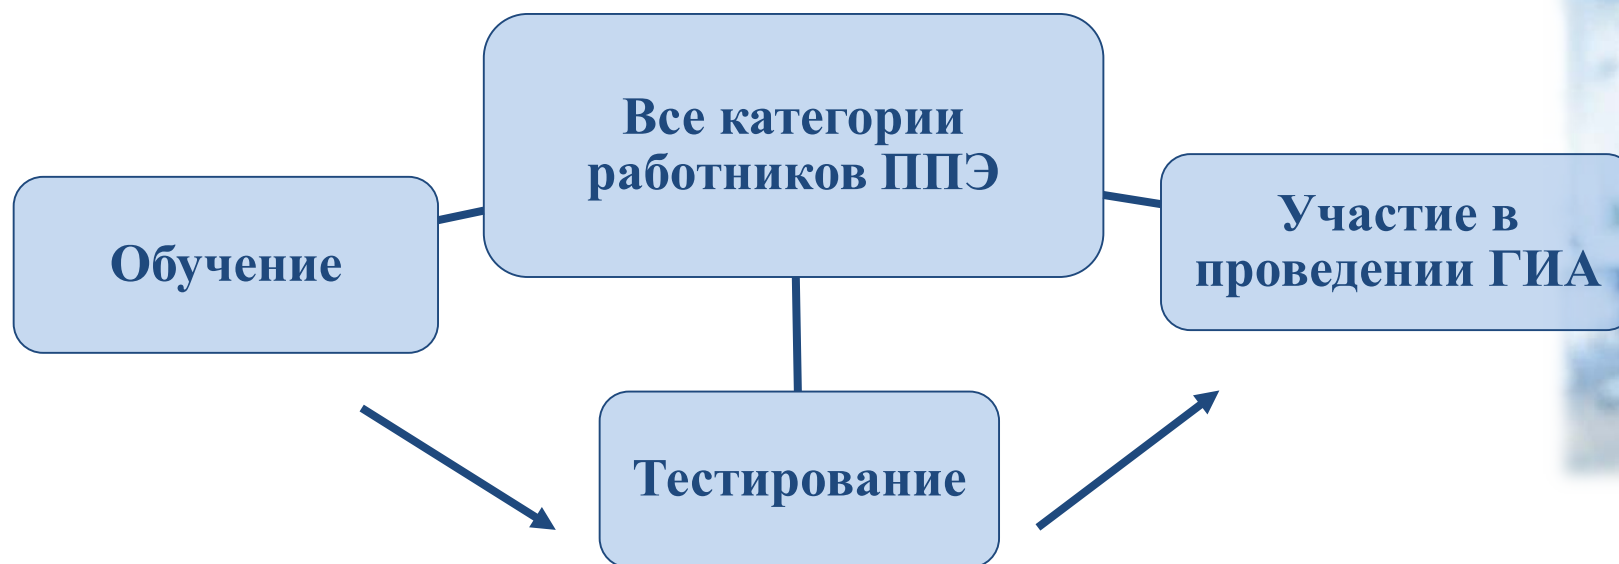 Все категории
работников ППЭ
Обучение
Участие в
проведении ГИА
Тестирование